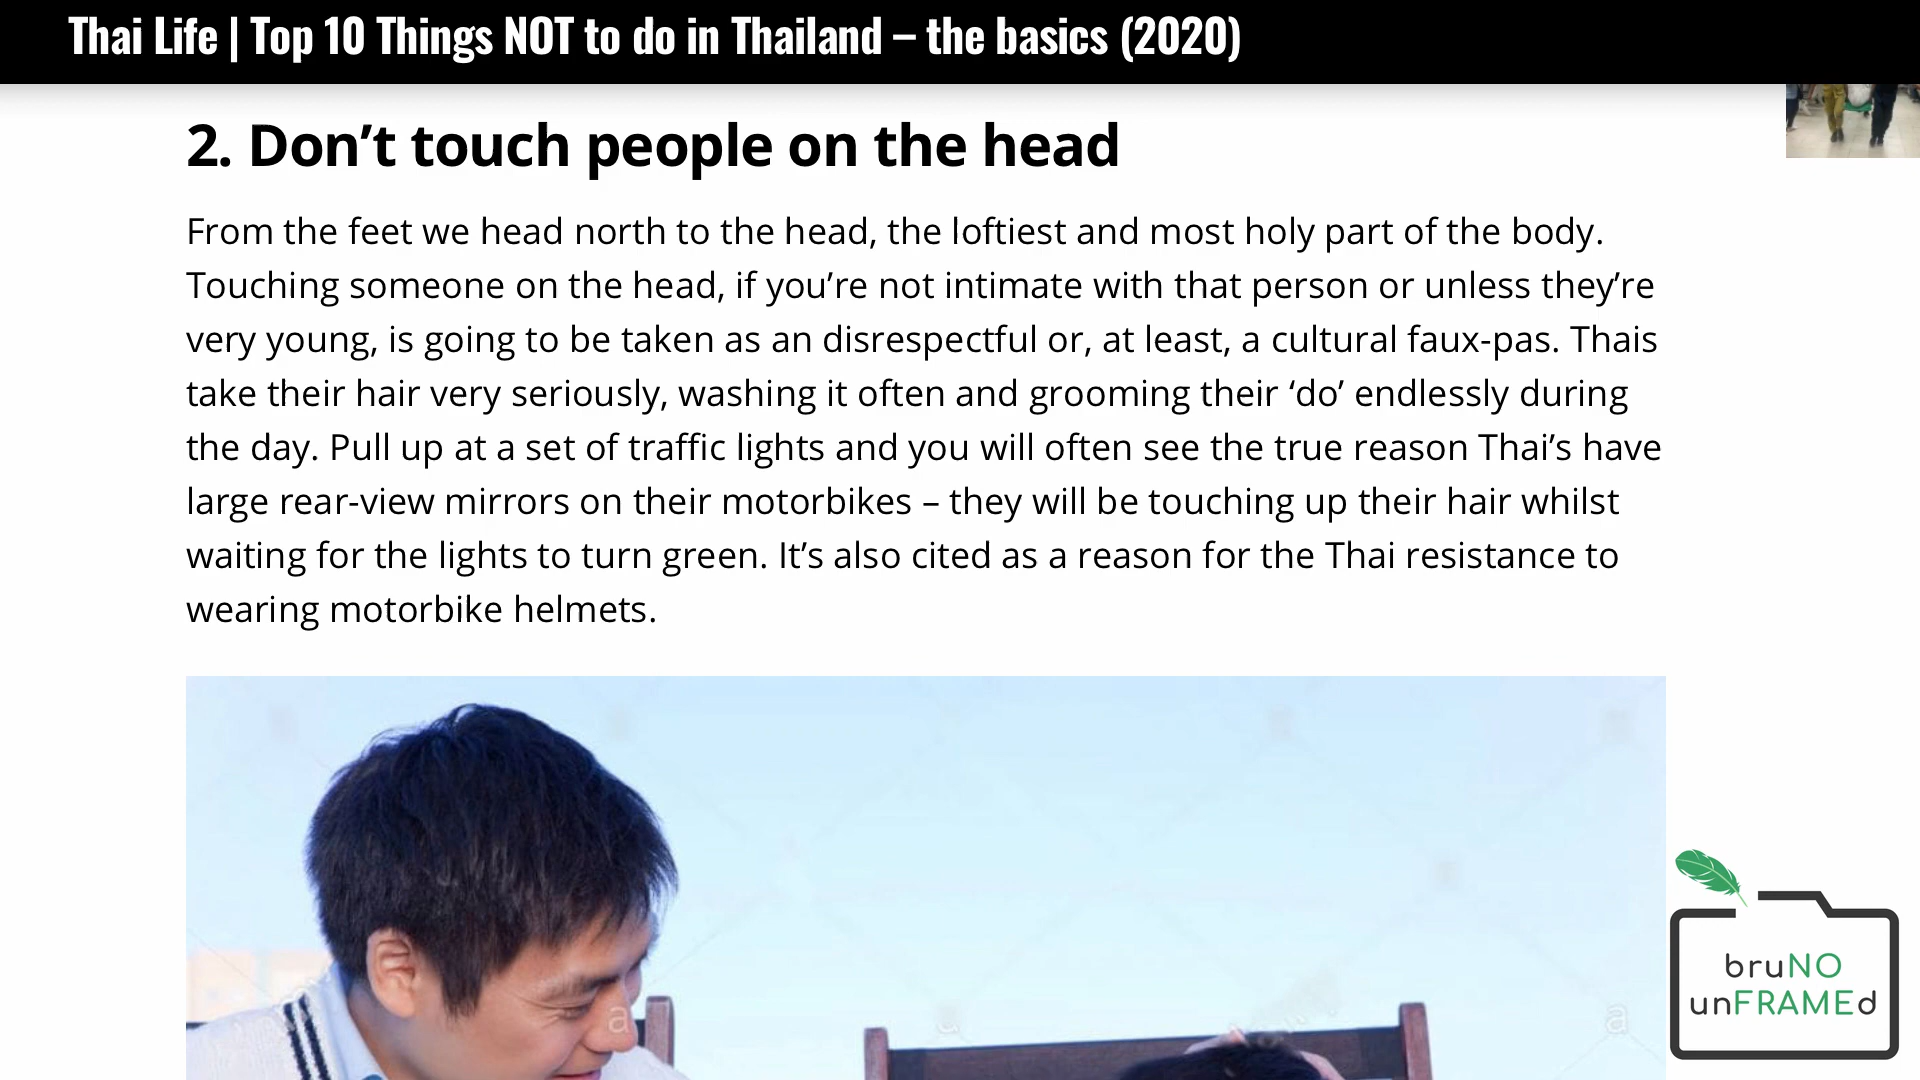 Thai Life | Top 10 Things NOT to do in Thailand – the basics (2020)
2. Don’t touch people on the head
From the feet we head north to the head, the loftiest and most holy part of the body.
Touching someone on the head, if you’re not intimate with that person or unless they’re
very young, is going to be taken as an disrespectful or, at least, a cultural faux-pas. Thais
take their hair very seriously, washing it often and grooming their ‘do’ endlessly during
the day. Pull up at a set of traffic lights and you will often see the true reason Thai’s have
large rear-view mirrors on their motorbikes – they will be touching up their hair whilst
waiting for the lights to turn green. It’s also cited as a reason for the Thai resistance to
wearing motorbike helmets.
a
a
bruNO
unFRAMEd